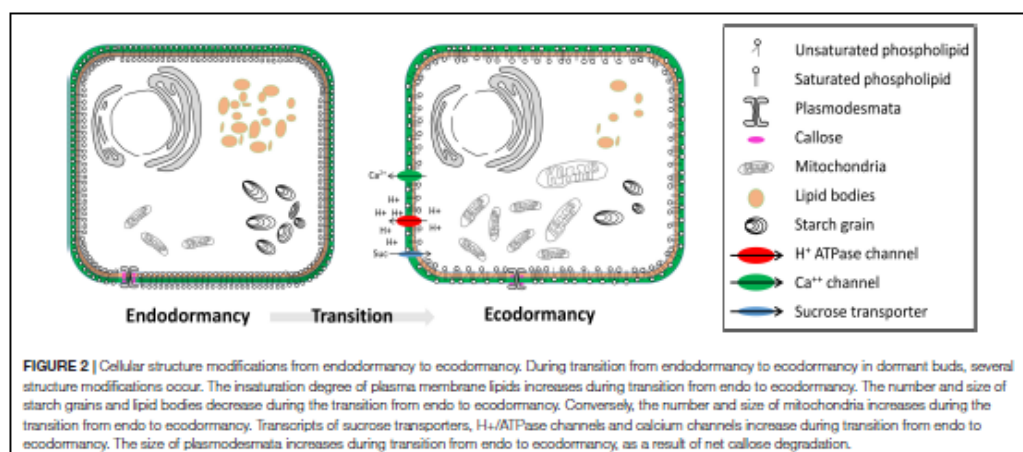 Unsaturated phospholipid
Saturated phospholipid
Plasmodesmata
Callose
Mitochondria
Lipid bodies
Starch grain
H⁺ ATPase channel
Ca⁺⁺ channel
Sucrose transporter
Ca²⁺
H+
H+
H+ H+ H+
H+ H+
H+
Suc
Endodormancy Transition Ecodormancy
FIGURE 2 | Cellular structure modifications from endodormancy to ecodormancy. During transition from endodormancy to ecodormancy in dormant buds, several
structure modifications occur. The insaturation degree of plasma membrane lipids increases during transition from endo to ecodormancy. The number and size of
starch grains and lipid bodies decrease during the transition from endo to ecodormancy. Conversely, the number and size of mitochondria increases during the
transition from endo to ecodormancy. Transcripts of sucrose transporters, H+/ATPase channels and calcium channels increase during transition from endo to
ecodormancy. The size of plasmodesmata increases during transition from endo to ecodormancy, as a result of net callose degradation.